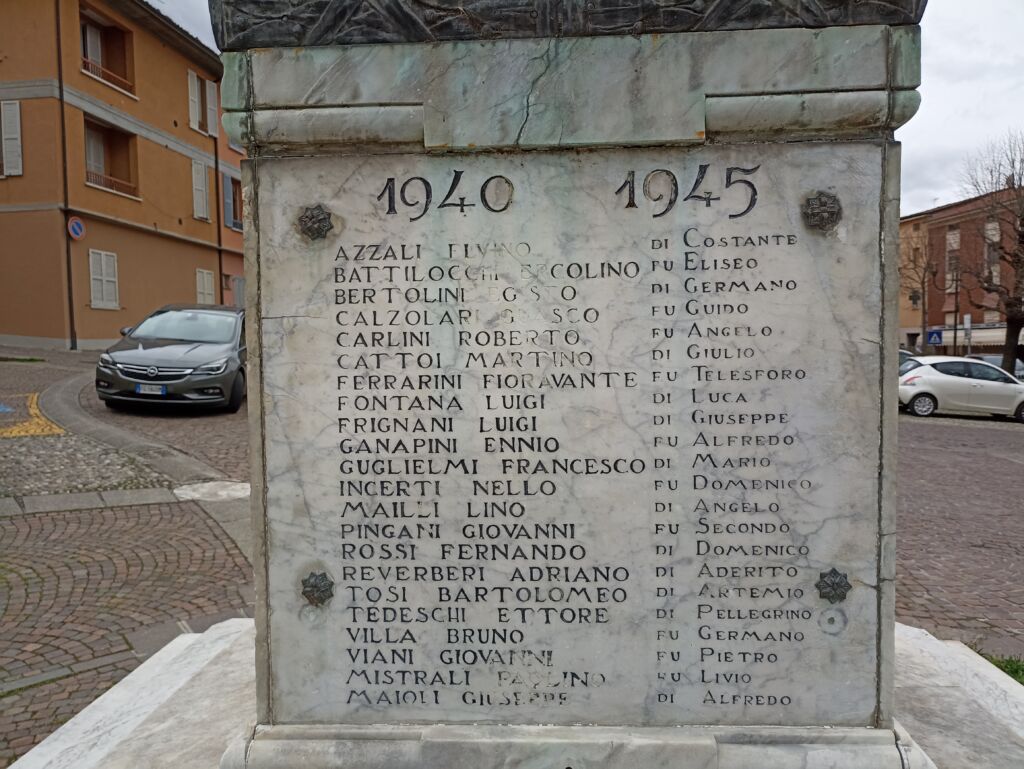 1940 1945
AZZALI ELVINO DI COSTANTE
BATTILOCCHI ERCOLINO FU ELISEO
BERTOLINI EGISTO DI GERMANO
CALZOLARI FU GUIDO
CARLINI ROBERTO FU ANGELO
CATTOI MARTINO DI GIULIO
FERRARINI FIORAVANTE FU TELESFORO
FONTANA LUIGI DI LUCA
FRIGNANI LUIGI DI GIUSEPPE
GANAPINI ENNIO FU ALFREDO
GUGLIELMI FRANCESCO DI MARIO
INCERTI NELLO FU DOMENICO
MAILLI LINO DI ANGELO
PINGANI GIOVANNI FU SECONDO
ROSSI FERNANDO DI DOMENICO
REVERBERI ADRIANO DI ADERITO
TOSI BARTOLOMEO DI ARTEMIO
TEDESCHI ETTORE DI PELLEGRINO
VILLA BRUNO FU GERMANO
VIANI GIOVANNI FU PIETRO
MISTRALI PAOLINO FU LIVIO
MAIOLI GIUSEPPE DI ALFREDO